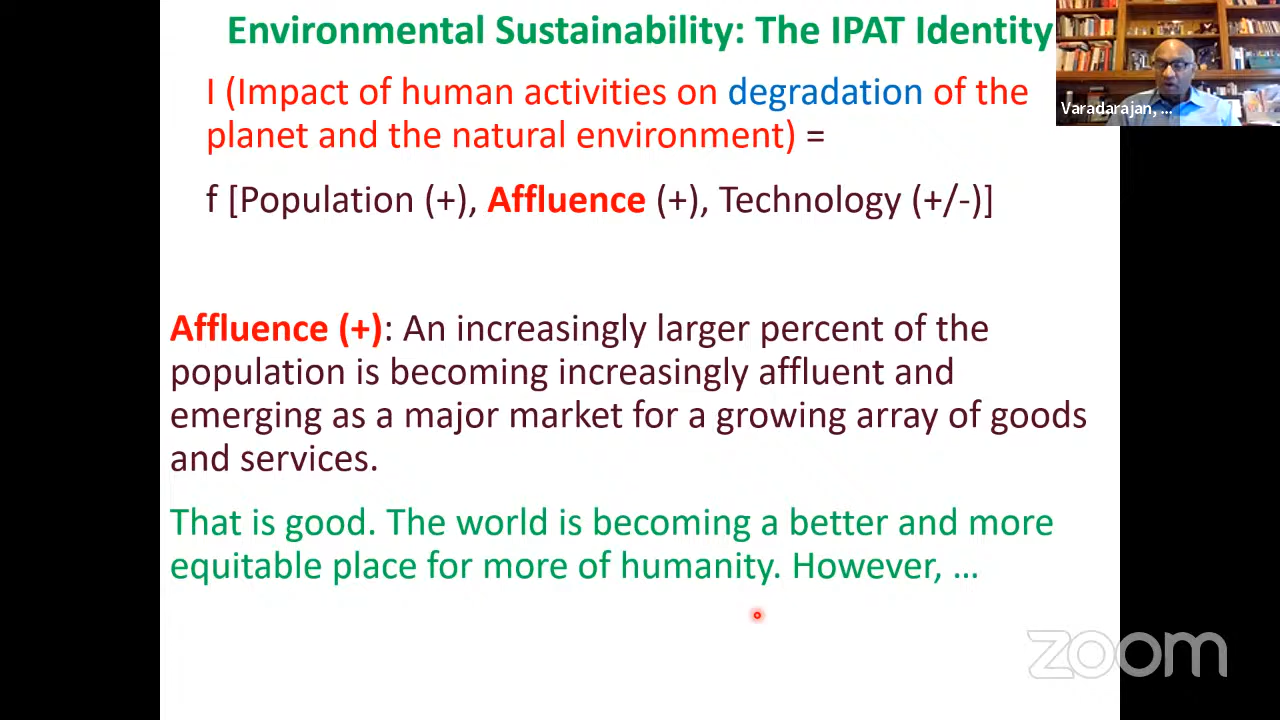 Environmental Sustainability: The IPAT Identity
I (Impact of human activities on degradation of the
planet and the natural environment) =
f [Population (+), Affluence (+), Technology (+/-)]
Affluence (+): An increasingly larger percent of the
population is becoming increasingly affluent and
emerging as a major market for a growing array of goods
and services.
That is good. The world is becoming a better and more
equitable place for more of humanity. However, ...
Varadarajan, ...
zoom